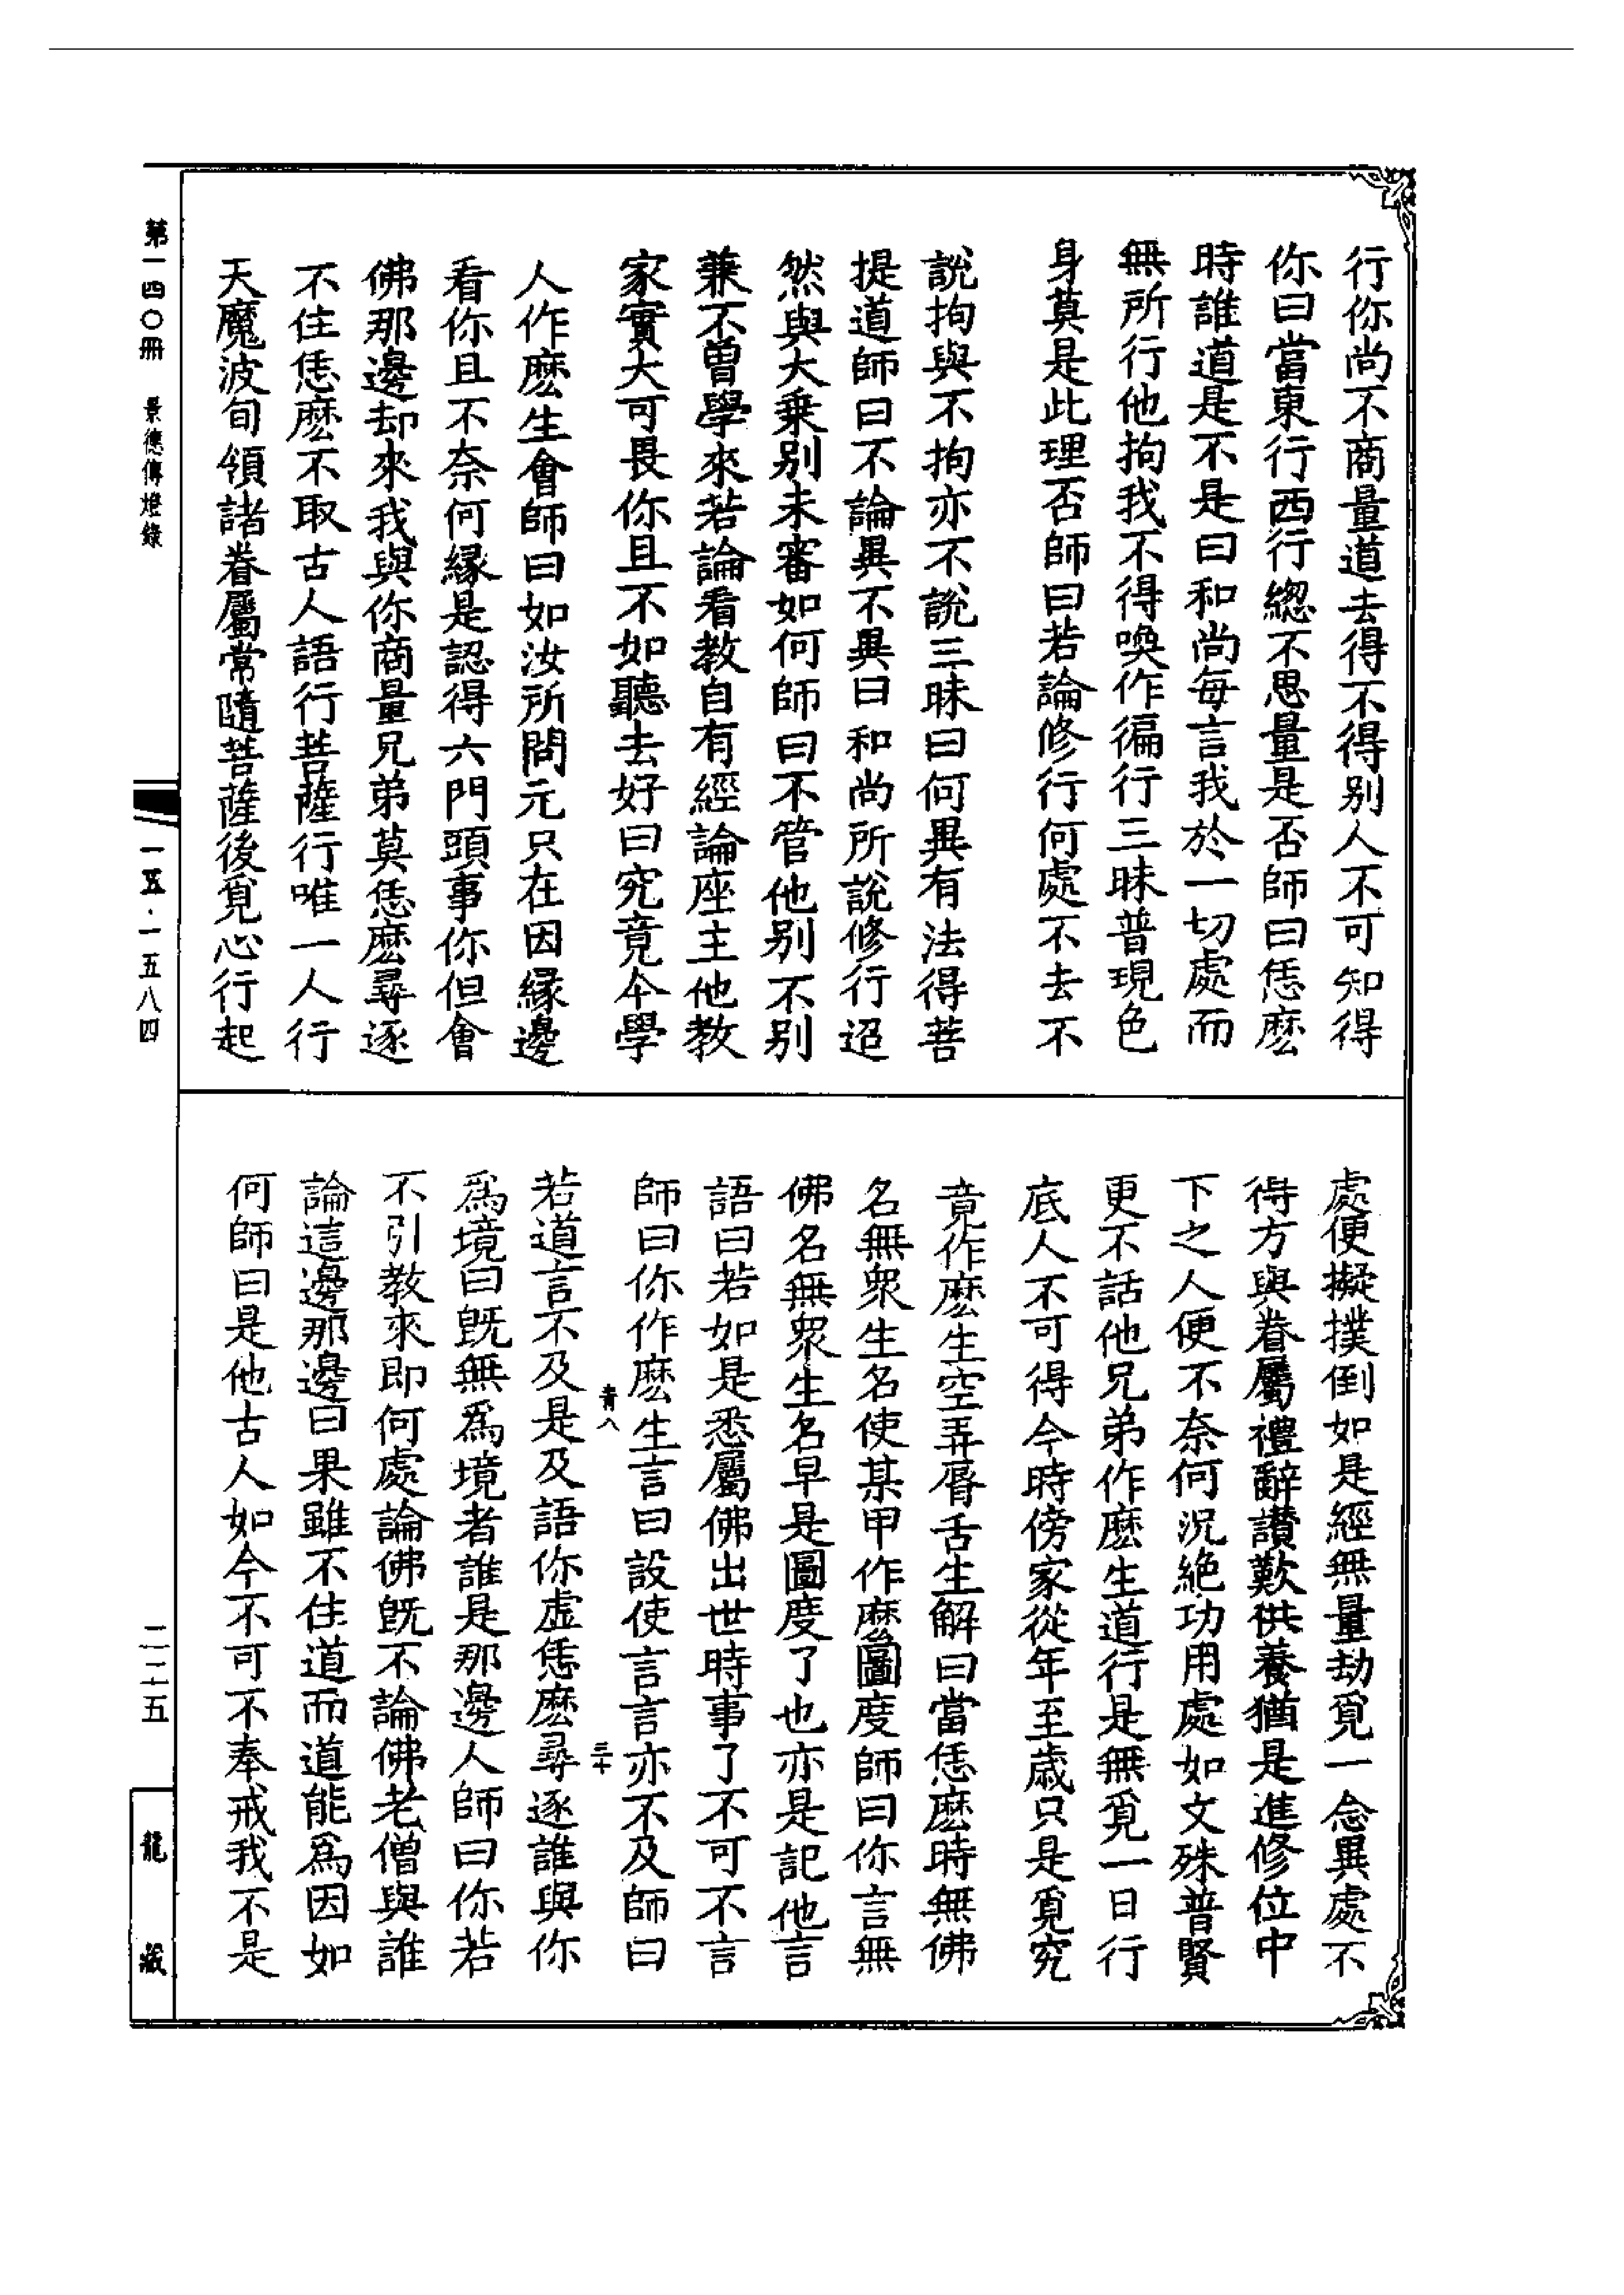 行你尚不商量道去得不得別人不可知得
你曰當東行西行總不思量是否師曰恁麽
時誰道是不是曰和尚每言我於一切處而
無所行他拘我不得喚作徧行三昧普現色
身莫是此理否師曰若論修行何處不去不
說拘與不拘亦不說三昧曰何異有法得菩
提道師曰不論異不異曰和尚所說修行迢
然與大乗別未審如何師曰不管他別不別
兼不曾學來若論看教自有經論座主他教
家實大可畏你且不如聽去好曰究竟令學
人作麽生會師曰如汝所問元只在因緣邊
看你且不奈何緣是認得六門頭事你但會
佛那邊却來我與你商量兄弟莫恁麽尋逐
不住恁麽不取古人語行菩薩行唯一人行
天魔波旬領諸眷屬常隨菩薩後覓心行起
處便擬撲倒如是經無量劫覓一念異處不
得方與眷屬禮辭讃歎供養猶是進修位中
下之人便不奈何況絕功用處如文殊普賢
更不話他兄弟作麽生道行是無覓一日行
底人不可得今時傍家從年至歲只是覓究
竟作麽生空弄脣舌生解曰當恁麽時無佛
名無衆生名使某甲作麽圖度師曰你言無
佛名無衆生名早是圖度了也亦是記他言
語曰若如是悉屬佛出世時事了不可不言
師曰你作麽生言曰設使言言亦不及師曰
若道言不及是及語你虛恁麽尋逐誰與你
爲境曰旣無爲境者誰是那邊人師曰你若
不引教來即何處論佛旣不論佛老僧與誰
論這邊那邊曰果雖不住道而道能爲因如
何師曰是他古人如今不可不奉戒我不是
青八
三十
第一四〇冊　景德傳燈錄
一五·一五八四
二二五
龍藏